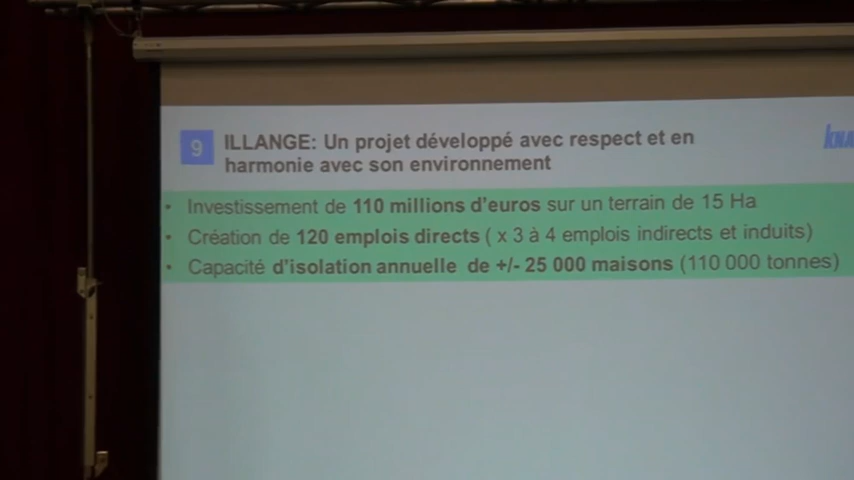 9
ILLANGE: Un projet développé avec respect et en
harmonie avec son environnement
• Investissement de 110 millions d'euros sur un terrain de 15 Ha
• Création de 120 emplois directs ( x 3 à 4 emplois indirects et induits)
• Capacité d'isolation annuelle de +/- 25 000 maisons (110 000 tonnes)